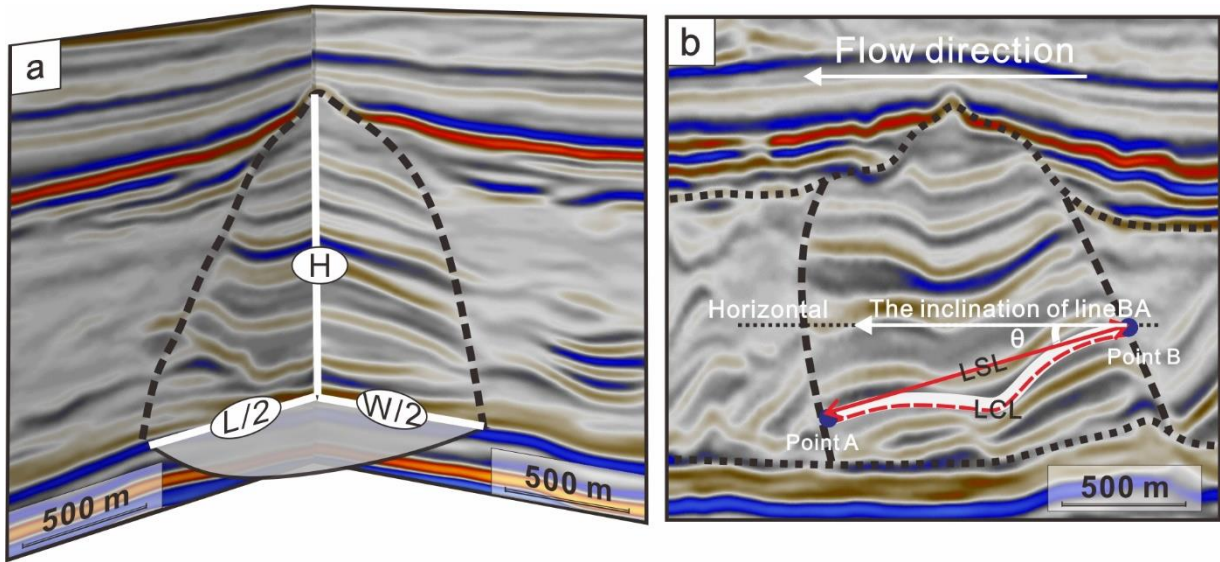 a
H
L/2
W/2
500 m
500 m
b
Flow direction
Horizontal
The inclination of lineBA
θ
Point B
LSL
LCL
Point A
500 m